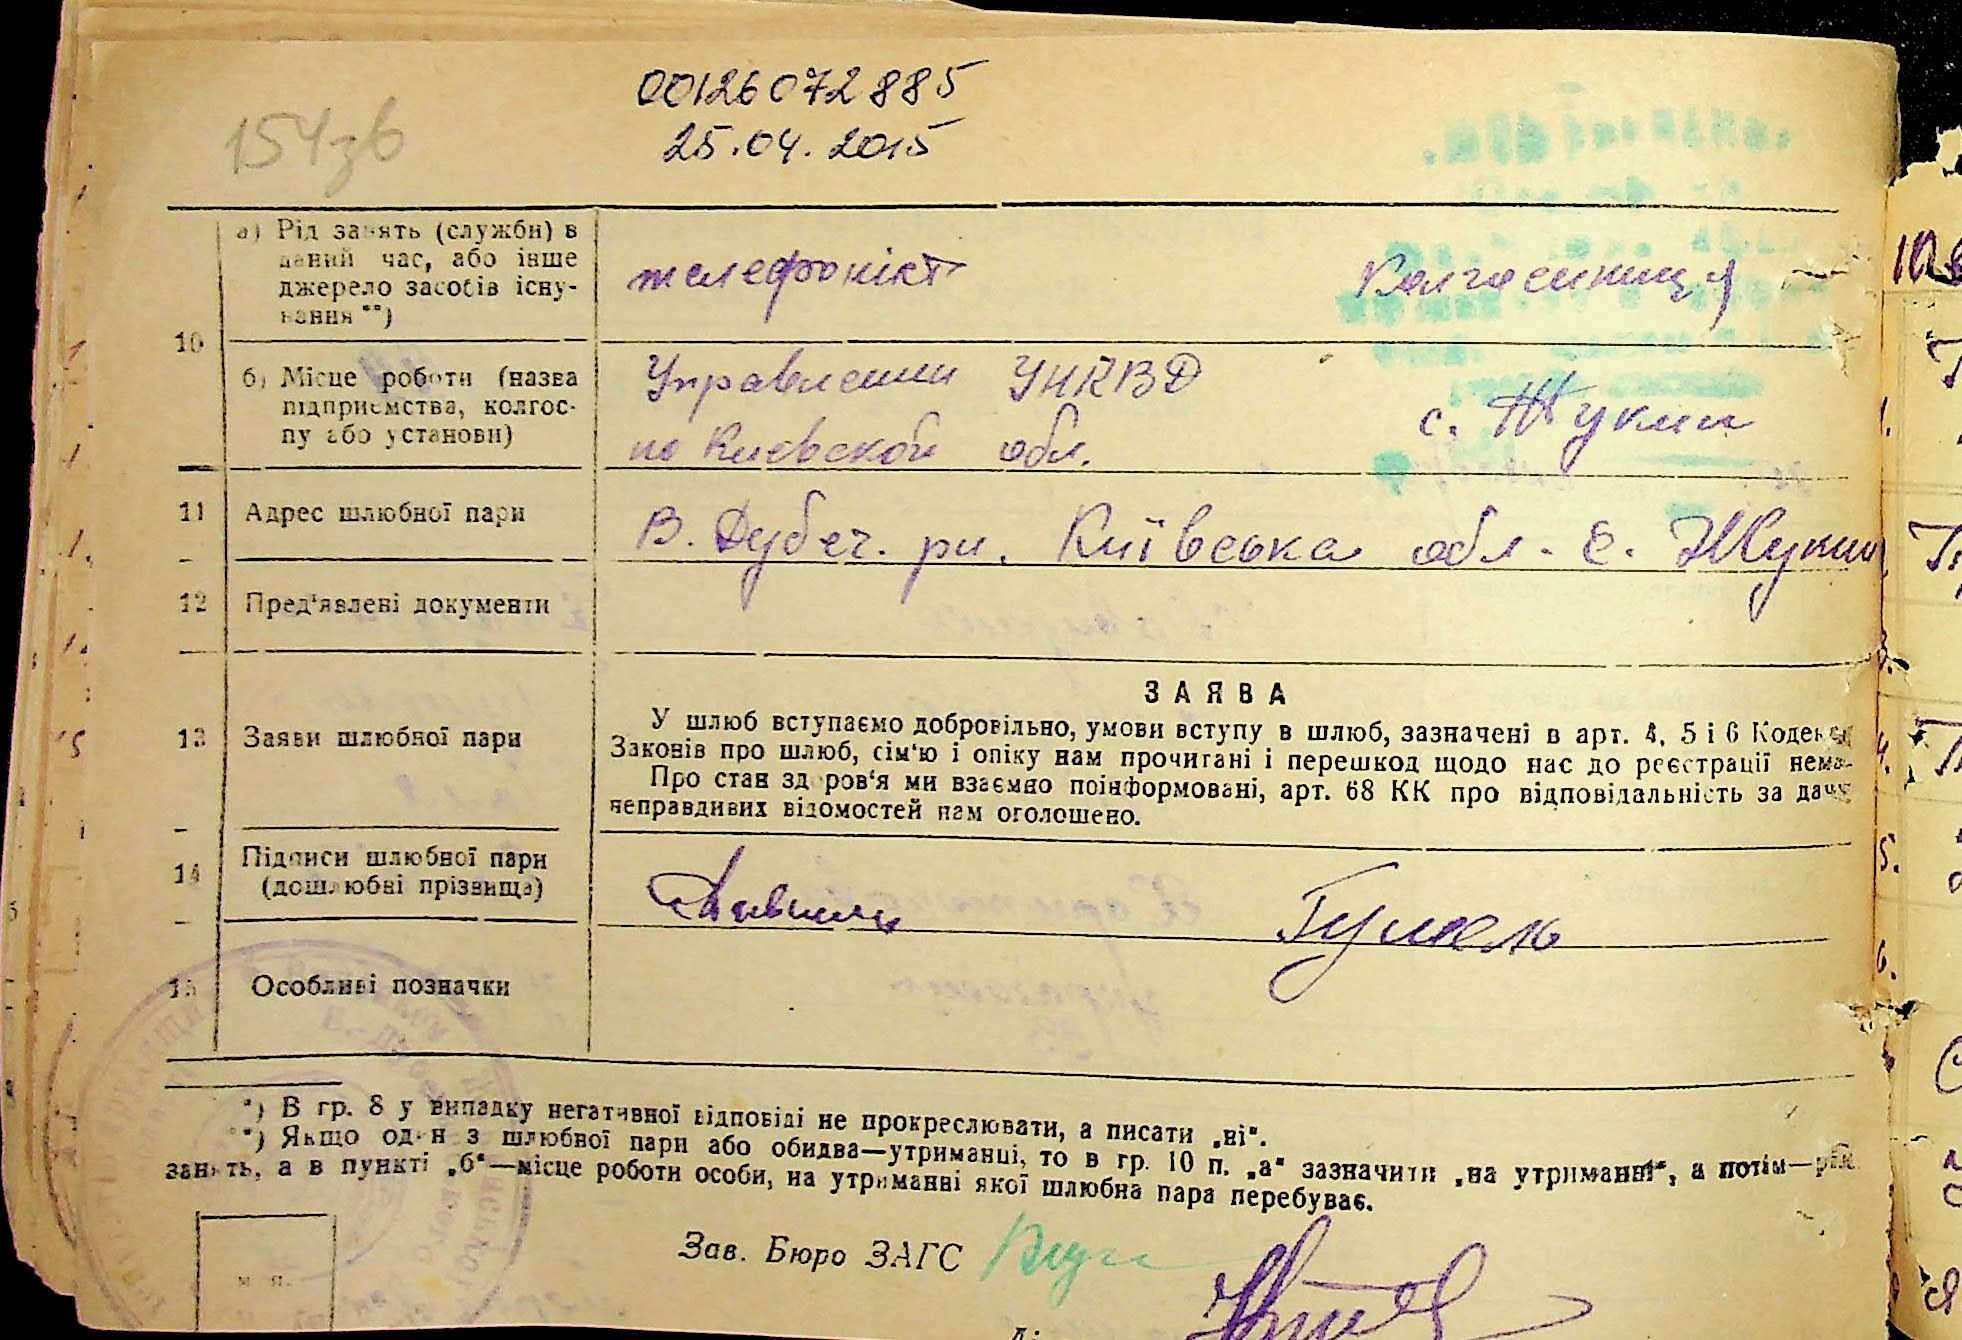 00126072885
154зв
25.04.2015
10
а) Рід занять (служби) в
даний час, або інше
джерело засобів існу-
вання **)
телефоніст
Колгосниця
б) Місце роботи (назва
підприємства, колгос-
пу або установи)
Управлении УНКВД
по Киевской обл.
с. Жукин
11
Адрес шлюбної пари
В. Дубеч. рн. Київська обл. с. Жукин
12
Пред'явлені документи
13
Заяви шлюбної пари
ЗАЯВА
У шлюб вступаємо добровільно, умови вступу в шлюб, зазначені в арт. 4, 5 і 6 Кодексу
Законів про шлюб, сім'ю і опіку нам прочитані і перешкод щодо нас до реєстрації нема.
Про стан здоров'я ми взаємно поінформовані, арт. 68 КК про відповідальність за дачу
неправдивих відомостей нам оголошено.
14
Підписи шлюбної пари
(дошлюбні прізвища)
15
Особливі позначки
*) В гр. 8 у випадку негативної відповіді не прокреслювати, а писати „ні“.
**) Якщо один з шлюбної пари або обидва—утриманці, то в гр. 10 п. „а“ зазначити „на утриманні“, а потім—рід
занять, а в пункті „б“—місце роботи особи, на утриманні якої шлюбна пара перебуває.
Зав. Бюро ЗАГС
м. п.